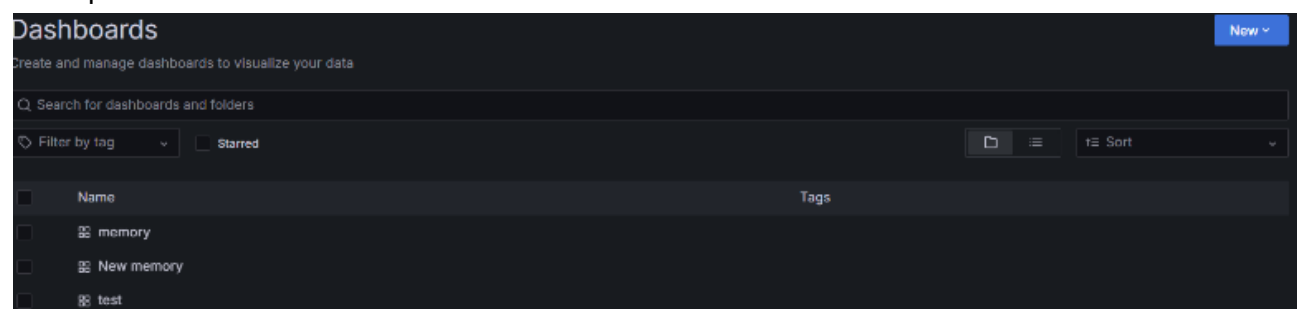 Dashboards
New
Create and manage dashboards to visualize your data
Search for dashboards and folders
Filter by tag
Starred
Sort
Name
Tags
memory
New memory
test